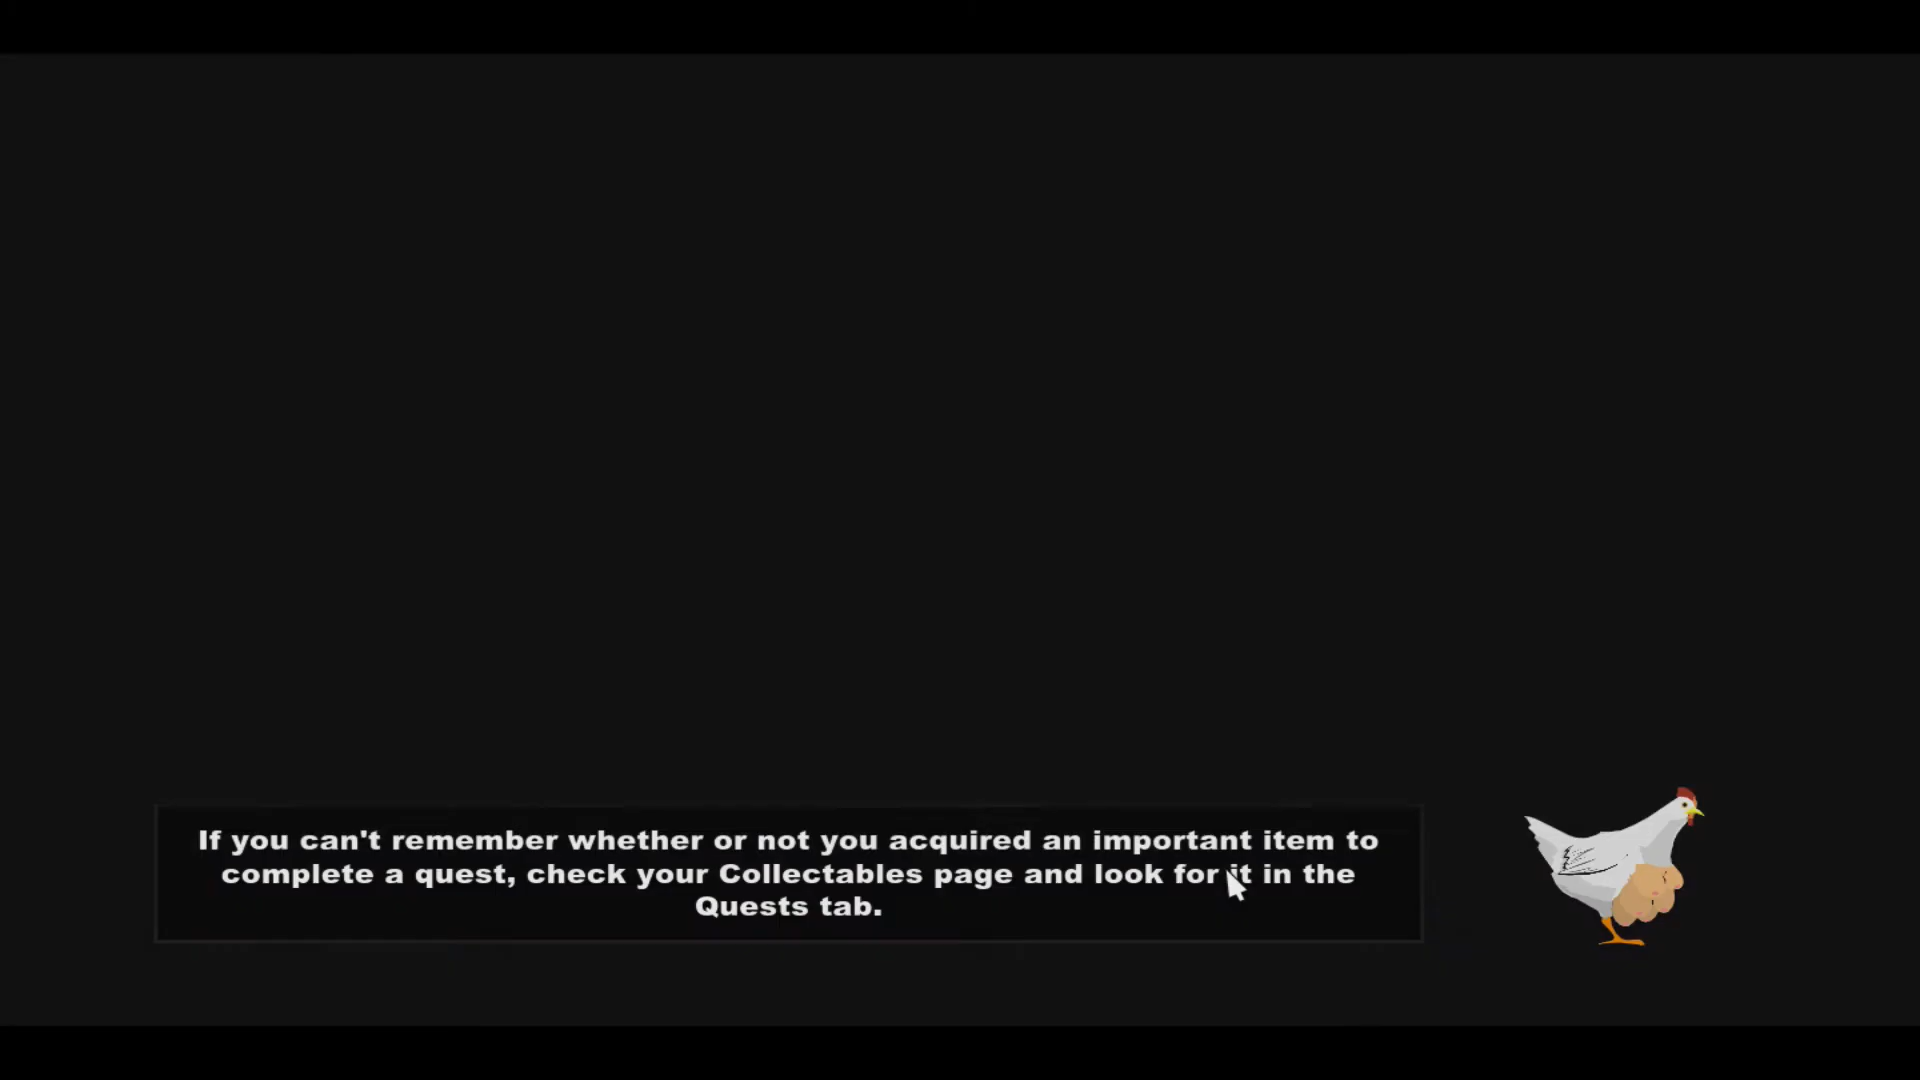 If you can't remember whether or not you acquired an important item to
complete a quest, check your Collectables page and look for it in the
Quests tab.